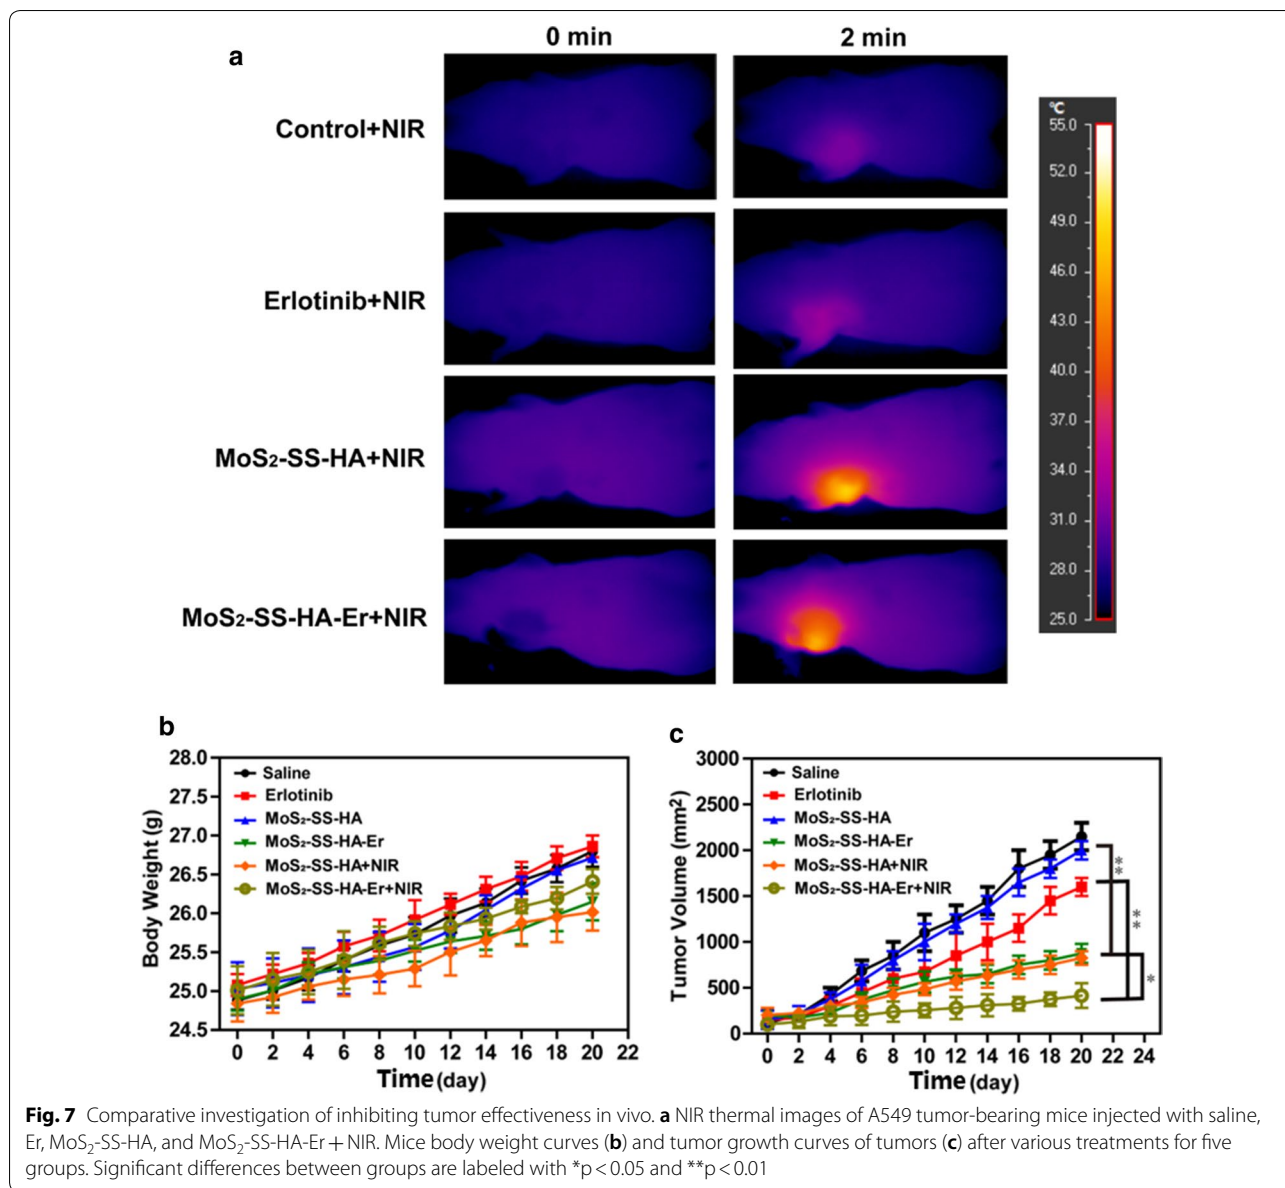 a
0 min 2 min
Control+NIR
Erlotinib+NIR
MoS₂-SS-HA+NIR
MoS₂-SS-HA-Er+NIR
℃
55.0
52.0
49.0
46.0
43.0
40.0
37.0
34.0
31.0
28.0
25.0
b
Body Weight (g)
28.0
27.5
27.0
26.5
26.0
25.5
25.0
24.5
Saline
Erlotinib
MoS₂-SS-HA
MoS₂-SS-HA-Er
MoS₂-SS-HA+NIR
MoS₂-SS-HA-Er+NIR
0 2 4 6 8 10 12 14 16 18 20 22
Time (day)
c
Tumor Volume (mm²)
3000
2500
2000
1500
1000
500
0
Saline
Erlotinib
MoS₂-SS-HA
MoS₂-SS-HA-Er
MoS₂-SS-HA+NIR
MoS₂-SS-HA-Er+NIR
**
**
*
0 2 4 6 8 10 12 14 16 18 20 22 24
Time (day)
Fig. 7 Comparative investigation of inhibiting tumor effectiveness in vivo. a NIR thermal images of A549 tumor-bearing mice injected with saline,
Er, MoS₂-SS-HA, and MoS₂-SS-HA-Er + NIR. Mice body weight curves (b) and tumor growth curves of tumors (c) after various treatments for five
groups. Significant differences between groups are labeled with *p < 0.05 and **p < 0.01